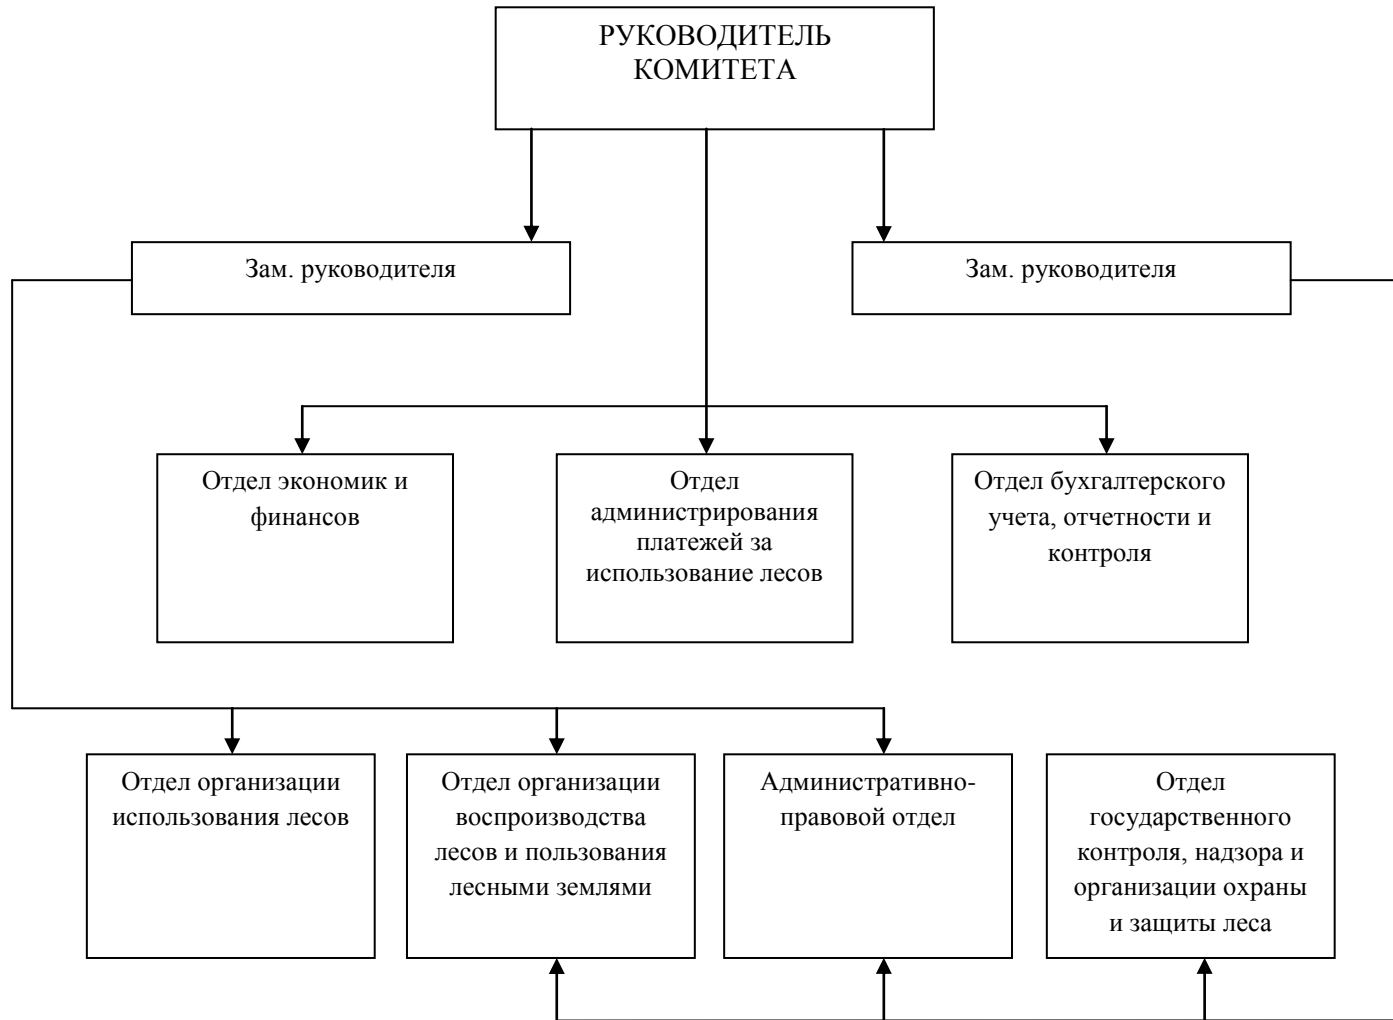 РУКОВОДИТЕЛЬ
КОМИТЕТА
Зам. руководителя
Зам. руководителя
Отдел экономик и
финансов
Отдел
администрирования
платежей за
использование лесов
Отдел бухгалтерского
учета, отчетности и
контроля
Отдел организации
использования лесов
Отдел организации
воспроизводства
лесов и пользования
лесными землями
Административно-
правовой отдел
Отдел
государственного
контроля, надзора и
организации охраны
и защиты леса